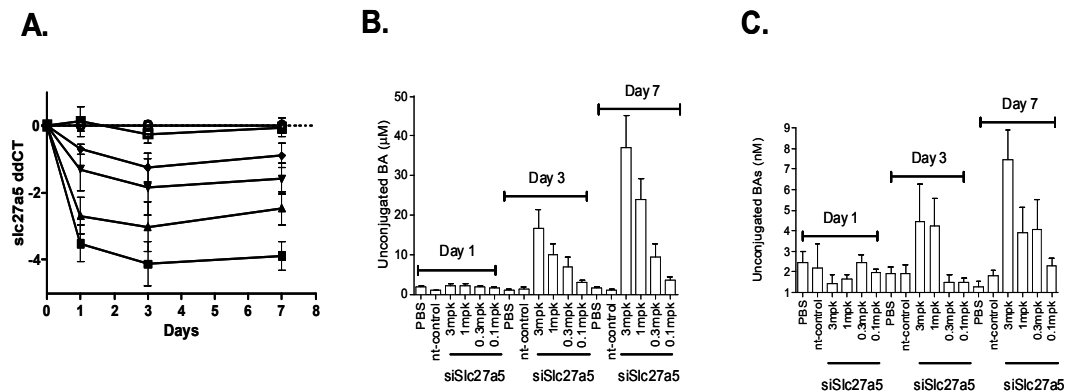 A.
slc27a5 ddCT
0
-2
-4
0 1 2 3 4 5 6 7 8
Days
B.
Unconjugated BA (µM)
50
40
30
20
10
0
Day 1
Day 3
Day 7
PBS
nt-control
3mpk
1mpk
0.3mpk
0.1mpk
PBS
nt-control
3mpk
1mpk
0.3mpk
0.1mpk
PBS
nt-control
3mpk
1mpk
0.3mpk
0.1mpk
siSlc27a5 siSlc27a5 siSlc27a5
C.
Unconjugated BAs (nM)
9
8
7
6
5
4
3
2
1
Day 1
Day 3
Day 7
PBS
nt-control
3mpk
1mpk
0.3mpk
0.1mpk
PBS
nt-control
3mpk
1mpk
0.3mpk
0.1mpk
PBS
nt-control
3mpk
1mpk
0.3mpk
0.1mpk
siSlc27a5 siSlc27a5 siSlc27a5